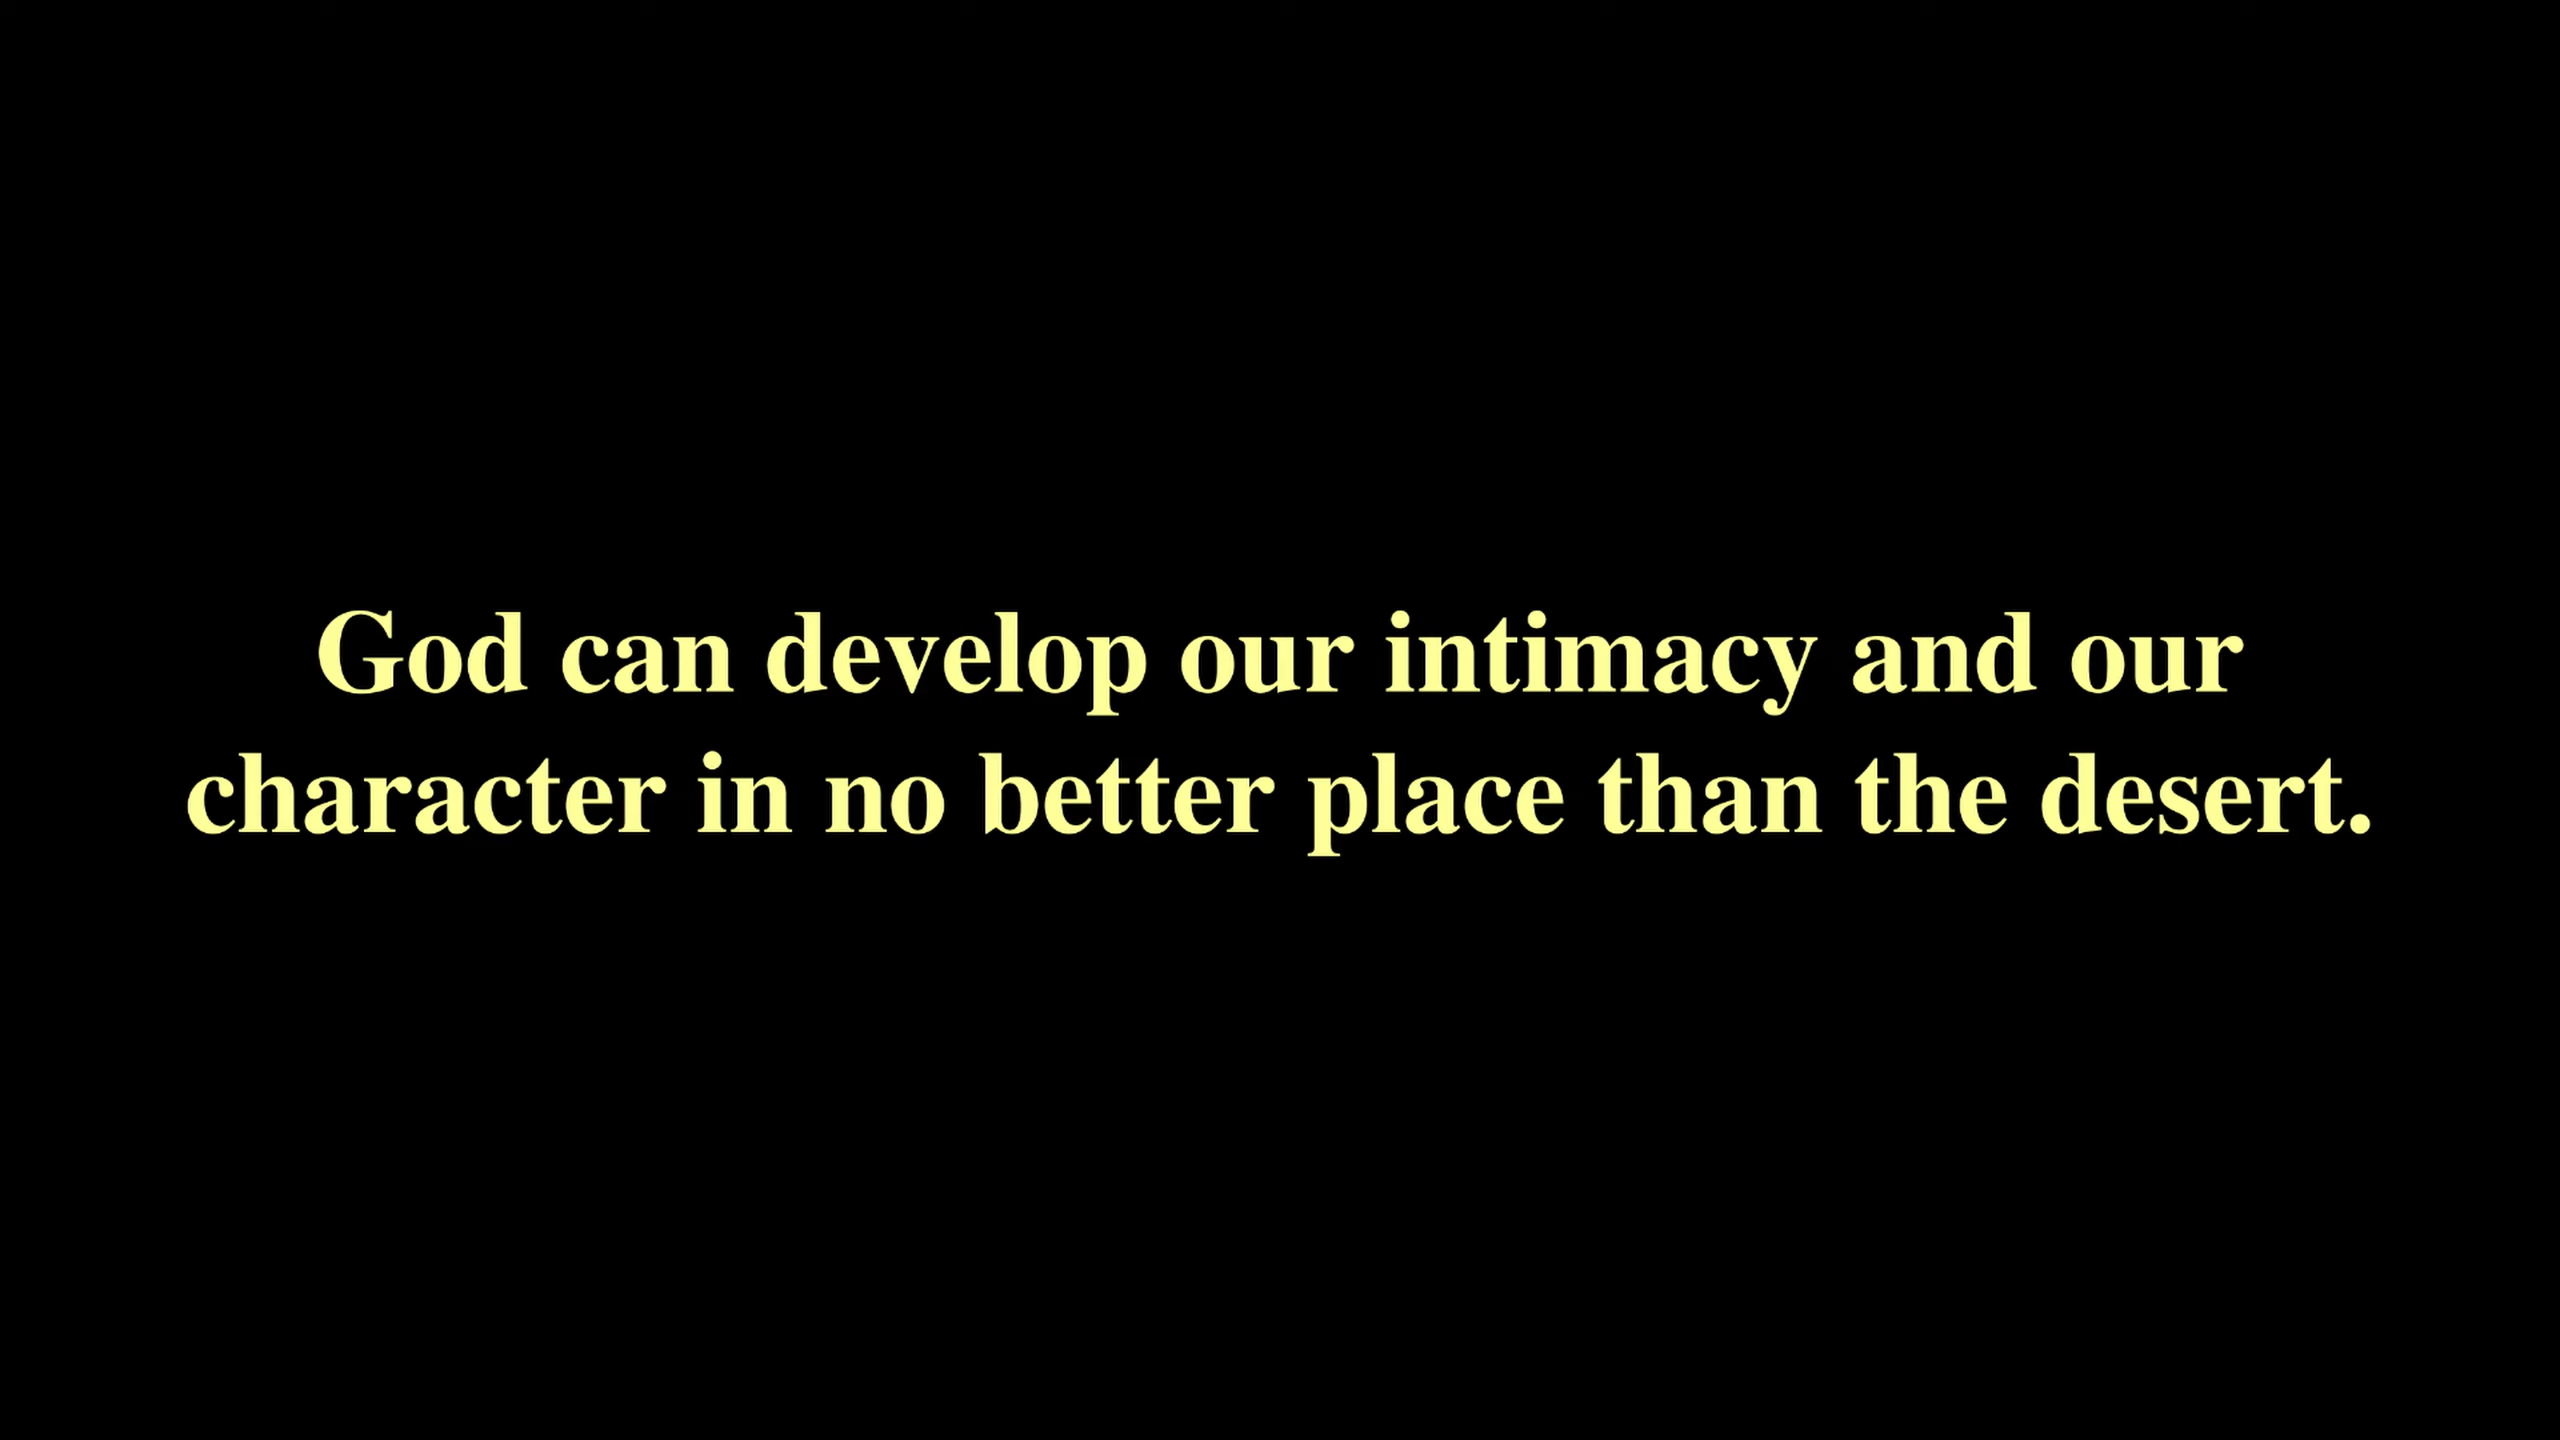 God can develop our intimacy and our
character in no better place than the desert.